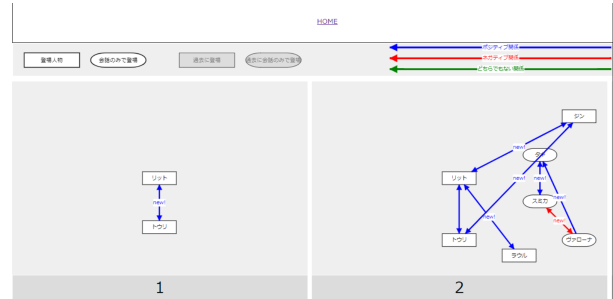 HOME
登場人物
会話のみで登場
過去に登場
過去に会話のみで登場
ポジティブ関係
ネガティブ関係
どちらでもない関係
リット
new!
トウリ
1
ジン
new!
リット
new!
new!
スミカ
new!
new!
new!
トウリ
ラウル
ヴァローナ
2